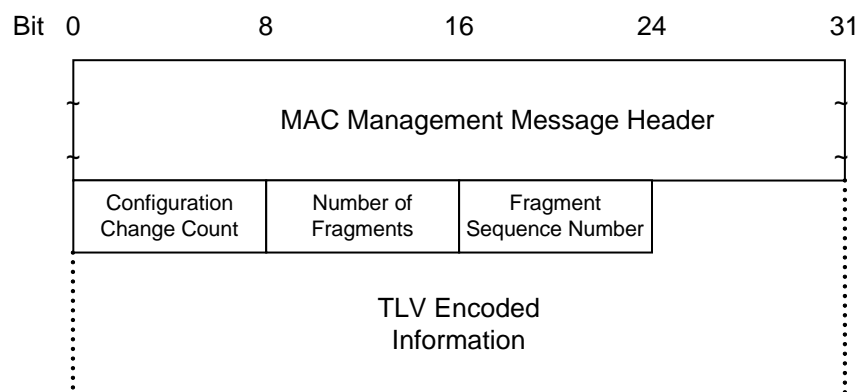 Bit 0 8 16 24 31
~ ~
MAC Management Message Header
~ ~
Configuration Change Count
Number of Fragments
Fragment Sequence Number
TLV Encoded
Information